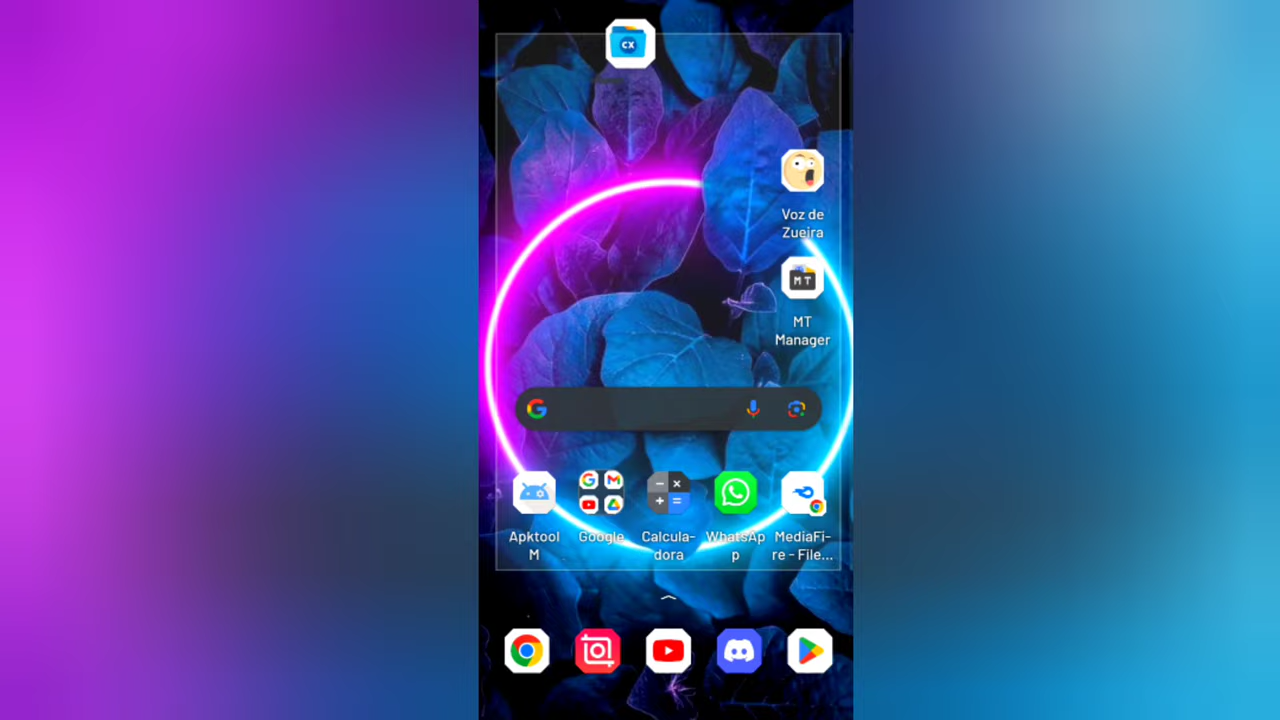 CX
Voz de
Zueira
MT
MT
Manager
Apktool
M
Google
Calcula-
dora
WhatsAp
p
MediaFi-
re - File...